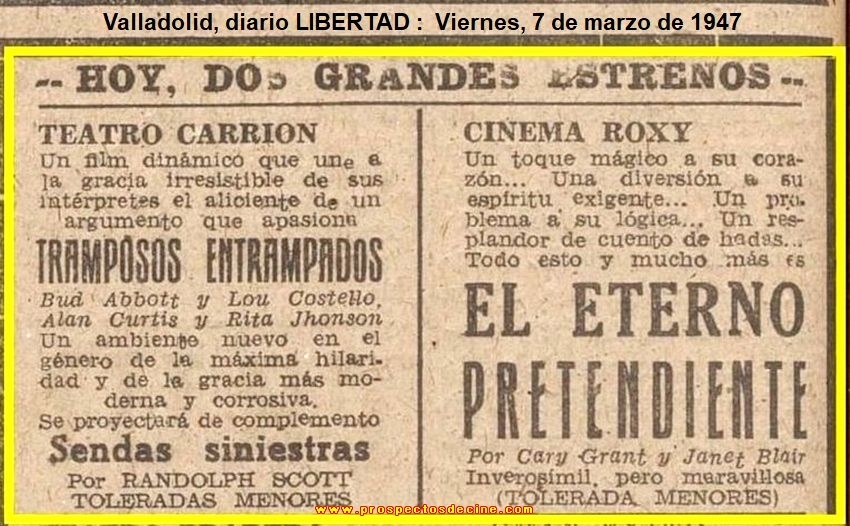 Valladolid, diario LIBERTAD : Viernes, 7 de marzo de 1947
-- HOY, DOS GRANDES ESTRENOS --
TEATRO CARRION
Un film dinámico que une a
la gracia irresistible de sus
intérpretes el aliciente de un
argumento que apasiona
TRAMPOSOS ENTRAMPADOS
Bud Abbott y Lou Costello,
Alan Curtis y Rita Jhonson
Un ambiente nuevo en el
género de la máxima hilari-
dad y de la gracia más mo-
derna y corrosiva.
Se proyectará de complemento
Sendas siniestras
Por RANDOLPH SCOTT
TOLERADAS MENORES
CINEMA ROXY
Un toque mágico a su cora-
zón... Una diversión a su
espíritu exigente... Un pro
blema a su lógica... Un res-
plandor de cuento de hadas...
Todo esto y mucho más es
EL ETERNO
PRETENDIENTE
Por Cary Grant y Janet Blair
Inverosímil, pero maravillosa
(TOLERADA MENORES)
www.prospectosdecine.com